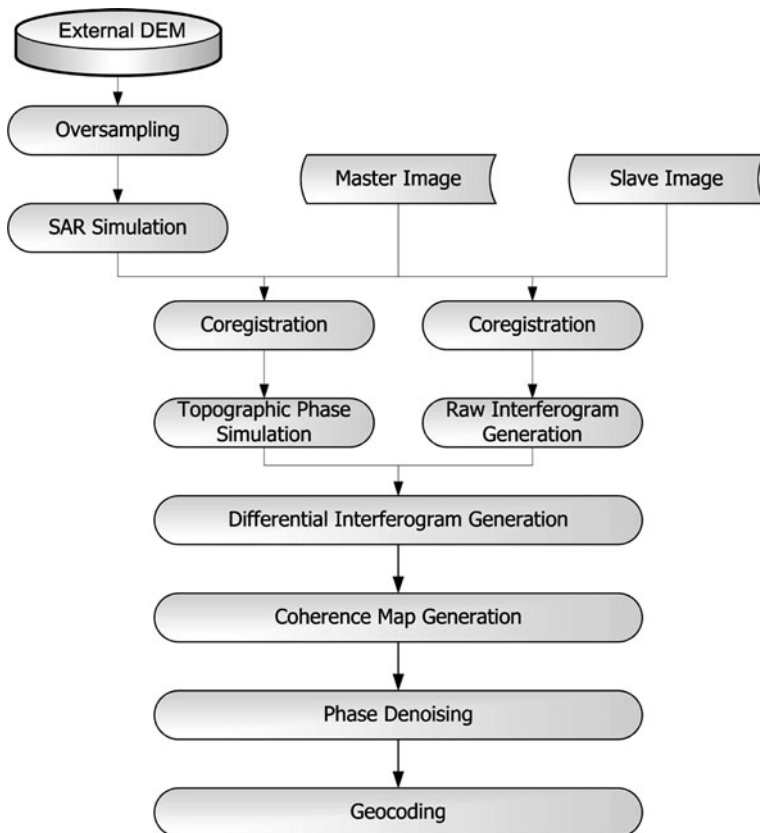 External DEM
Oversampling
Master Image
Slave Image
SAR Simulation
Coregistration
Coregistration
Topographic Phase
Simulation
Raw Interferogram
Generation
Differential Interferogram Generation
Coherence Map Generation
Phase Denoising
Geocoding